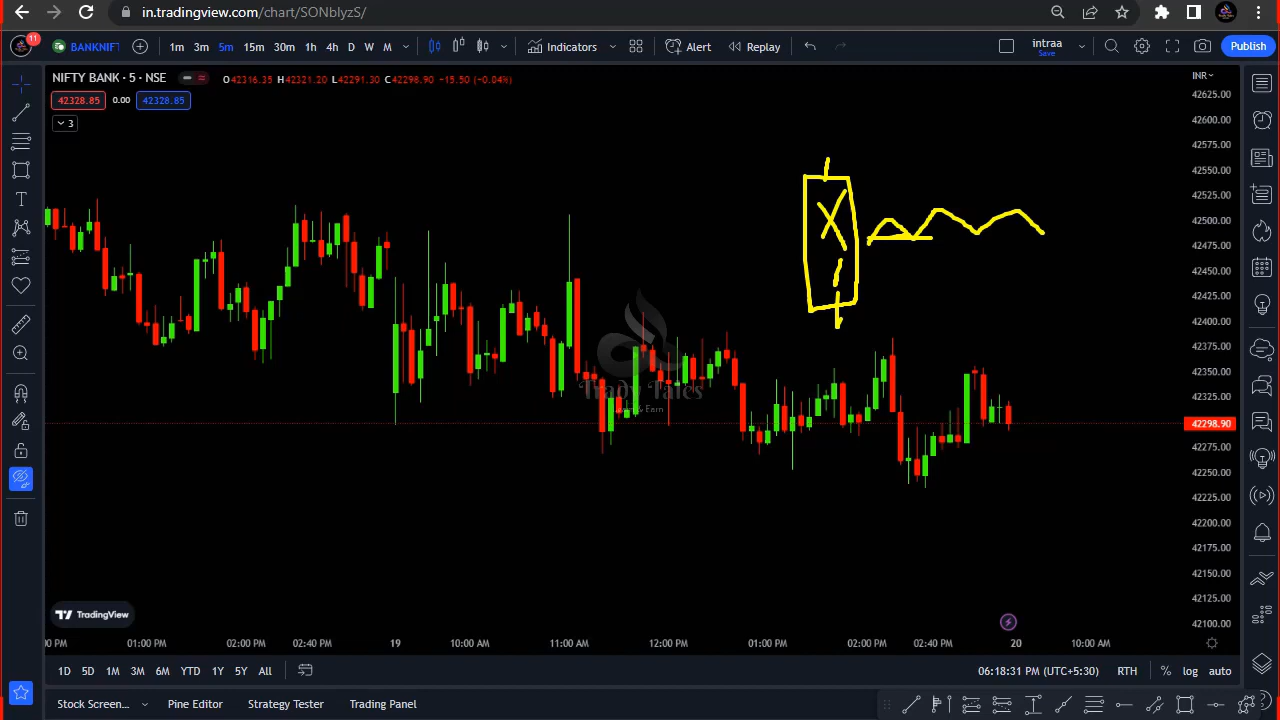 in.tradingview.com/chart/SONblyzS/
11
BANKNIFT
1m 3m 5m 15m 30m 1h 4h D W M
Indicators
Alert
Replay
intraa
Save
Publish
NIFTY BANK · 5 · NSE
O42316.35 H42321.20 L42291.30 C42298.90 -15.50 (-0.04%)
INR
42328.85 0.00 42328.85
3
42625.00
42600.00
42575.00
42550.00
42525.00
42500.00
42475.00
42450.00
42425.00
42400.00
42375.00
42350.00
42325.00
42298.90
42275.00
42250.00
42225.00
42200.00
42175.00
42150.00
42125.00
42100.00
X
Trady Tales
& Earn
TradingView
00 PM 01:00 PM 02:00 PM 02:40 PM 19 10:00 AM 11:00 AM 12:00 PM 01:00 PM 02:00 PM 02:40 PM 20 10:00 AM
1D 5D 1M 3M 6M YTD 1Y 5Y All
06:18:31 PM (UTC+5:30) RTH % log auto
Stock Screen... Pine Editor Strategy Tester Trading Panel